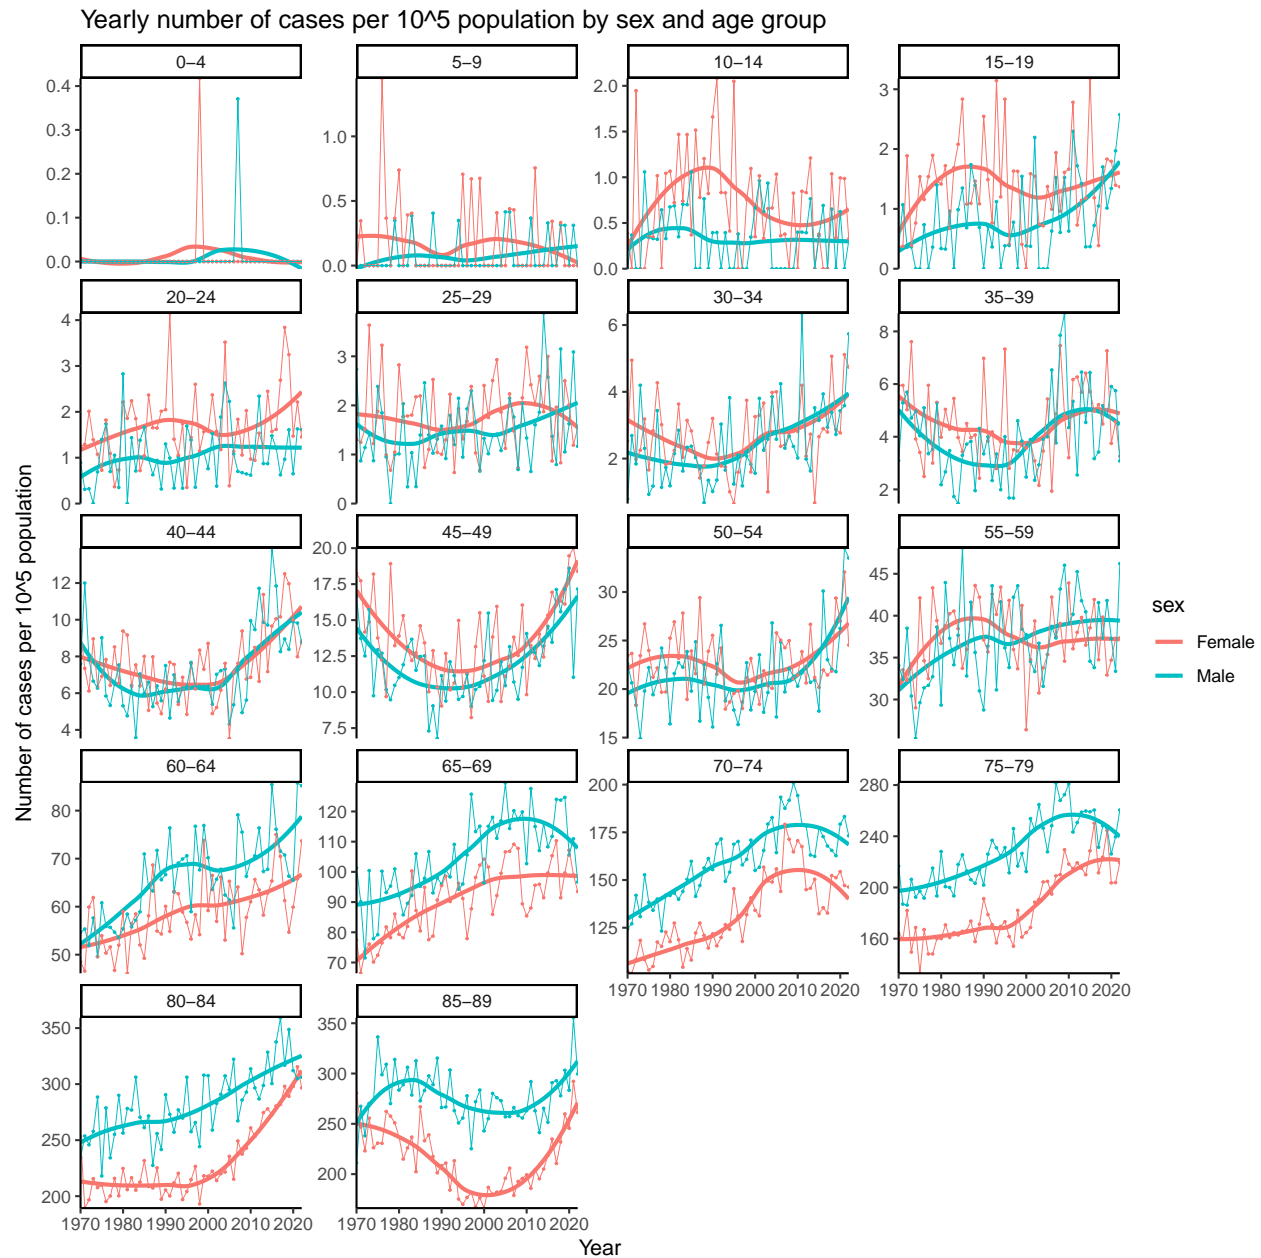 Yearly number of cases per 10^5 population by sex and age group
0–4 5–9 10–14 15–19
0.4 0.3 0.2 0.1 0.0
1.0 0.5 0.0
2.0 1.5 1.0 0.5 0.0
3 2 1 0
20–24 25–29 30–34 35–39
4 3 2 1 0
3 2 1 0
6 4 2
8 6 4 2
40–44 45–49 50–54 55–59
12 10 8 6 4
20.0 17.5 15.0 12.5 10.0 7.5
30 25 20 15
45 40 35 30
60–64 65–69 70–74 75–79
80 70 60 50
120 110 100 90 80 70
200 175 150 125
280 240 200 160
1970 1980 1990 2000 2010 2020
1970 1980 1990 2000 2010 2020
80–84 85–89
350 300 250 200
350 300 250 200
1970 1980 1990 2000 2010 2020
1970 1980 1990 2000 2010 2020
Year
Number of cases per 10^5 population
sex
Female
Male